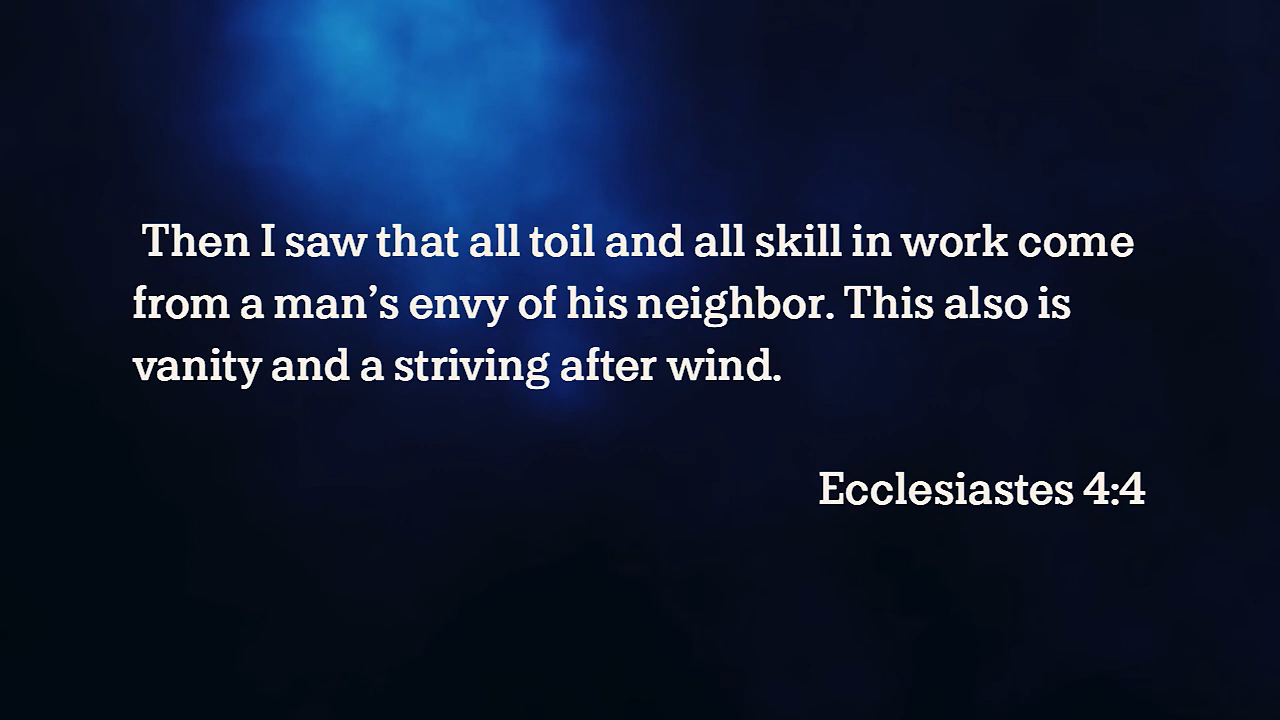 Then I saw that all toil and all skill in work come
from a man’s envy of his neighbor. This also is
vanity and a striving after wind.
Ecclesiastes 4:4